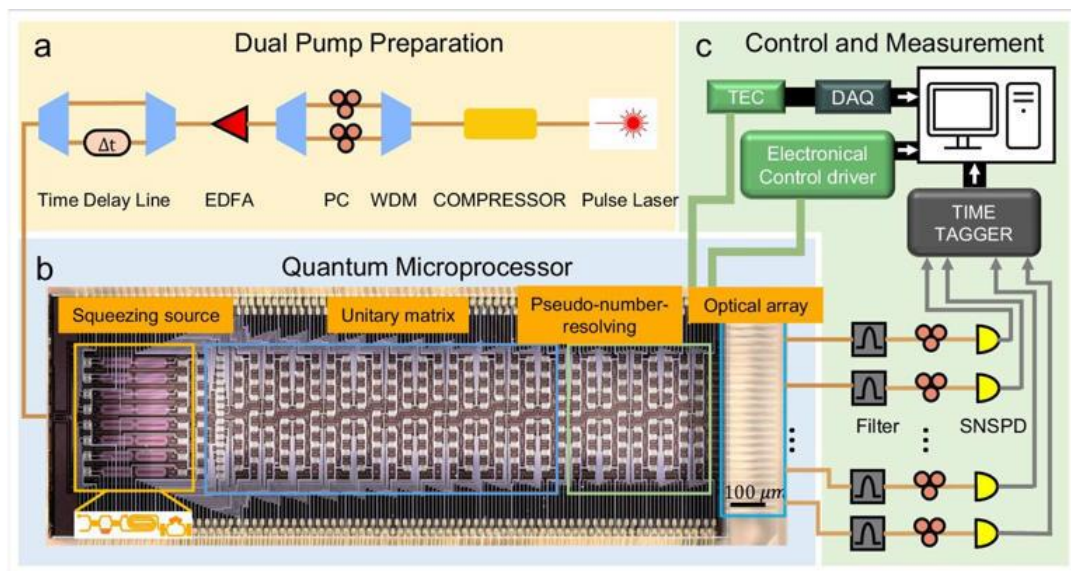 a
Dual Pump Preparation
Δt
Time Delay Line
EDFA
PC
WDM
COMPRESSOR
Pulse Laser
b
Quantum Microprocessor
Squeezing source
Unitary matrix
Pseudo-number-
resolving
Optical array
100 μm
c
Control and Measurement
TEC
DAQ
Electronical
Control driver
TIME
TAGGER
Filter
SNSPD